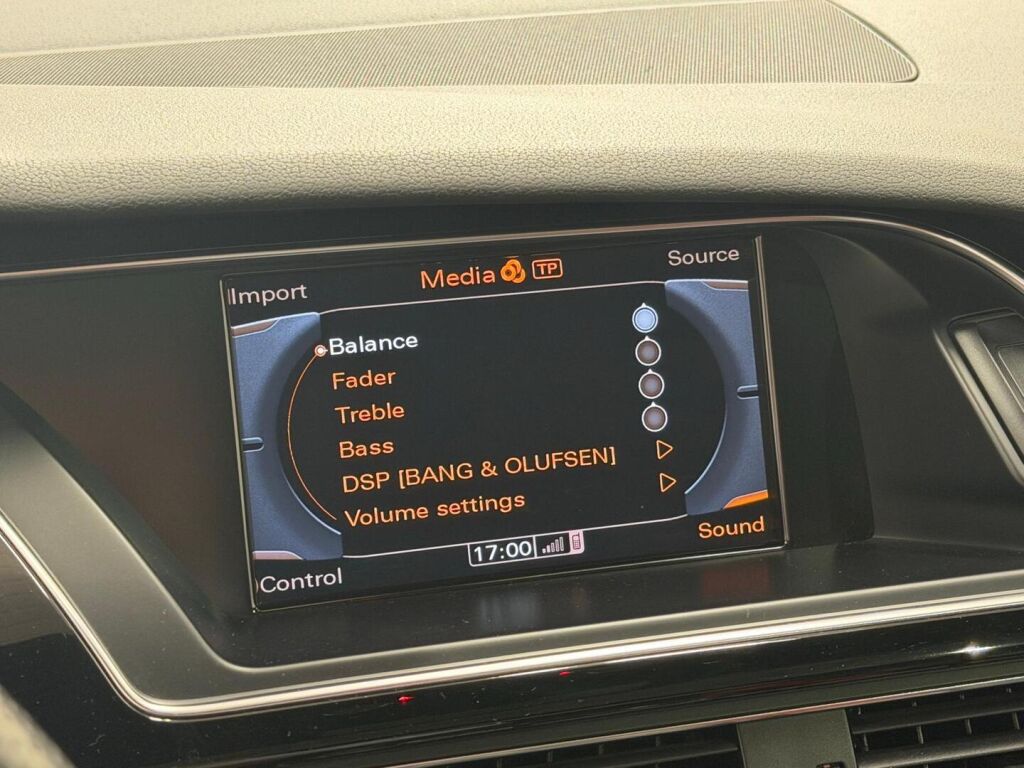 Import
Media TP
Source
Balance
Fader
Treble
Bass
DSP [BANG & OLUFSEN]
Volume settings
Control
17:00
Sound